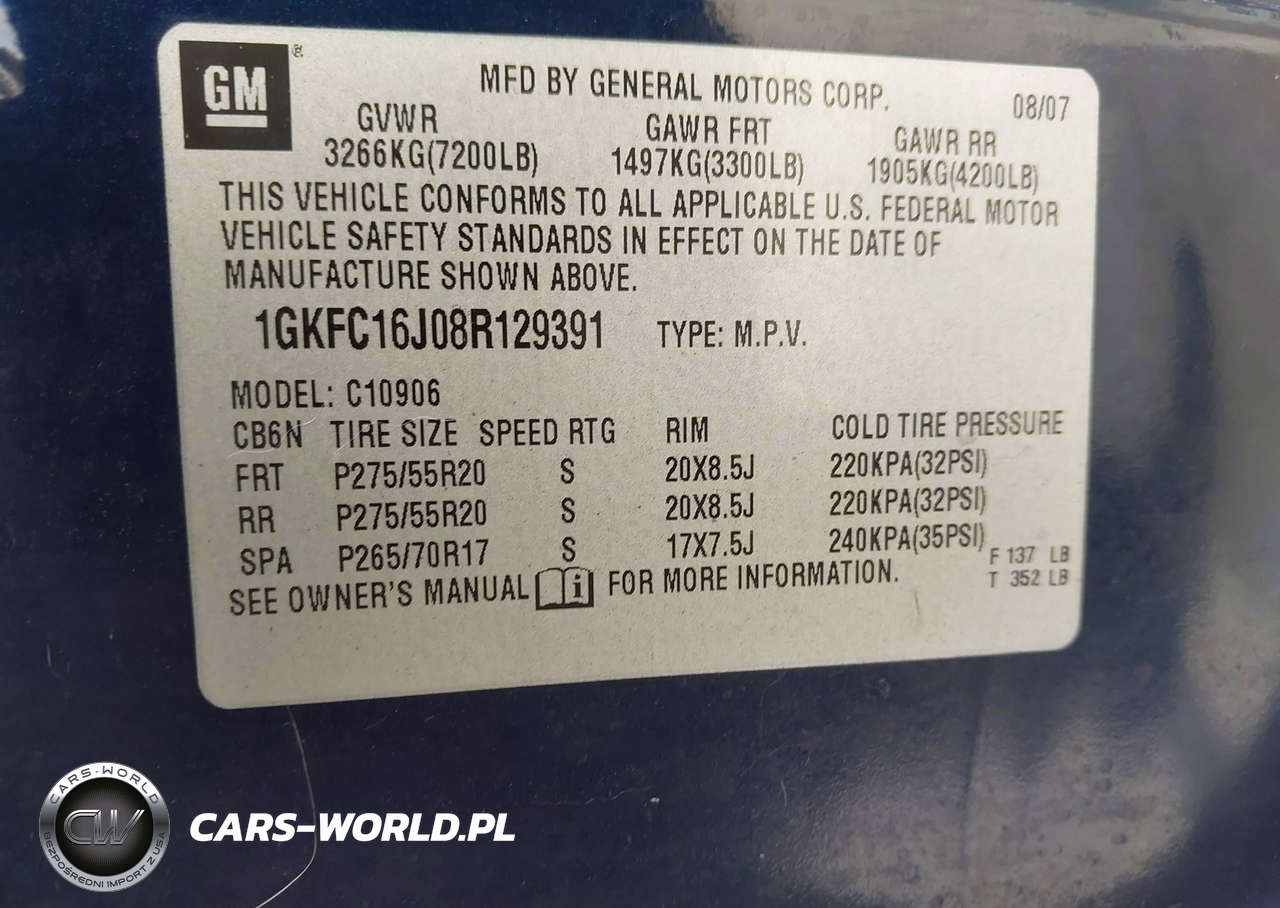 GM ®
MFD BY GENERAL MOTORS CORP. 08/07
GVWR GAWR FRT GAWR RR
3266KG(7200LB) 1497KG(3300LB) 1905KG(4200LB)
THIS VEHICLE CONFORMS TO ALL APPLICABLE U.S. FEDERAL MOTOR
VEHICLE SAFETY STANDARDS IN EFFECT ON THE DATE OF
MANUFACTURE SHOWN ABOVE.
1GKFC16J08R129391 TYPE: M.P.V.
MODEL: C10906
CB6N TIRE SIZE SPEED RTG RIM COLD TIRE PRESSURE
FRT P275/55R20 S 20X8.5J 220KPA(32PSI)
RR P275/55R20 S 20X8.5J 220KPA(32PSI)
SPA P265/70R17 S 17X7.5J 240KPA(35PSI)
F 137 LB
T 352 LB
SEE OWNER'S MANUAL i FOR MORE INFORMATION.
CARS-WORLD
CW
BEZPOŚREDNI IMPORT Z USA
CARS-WORLD.PL